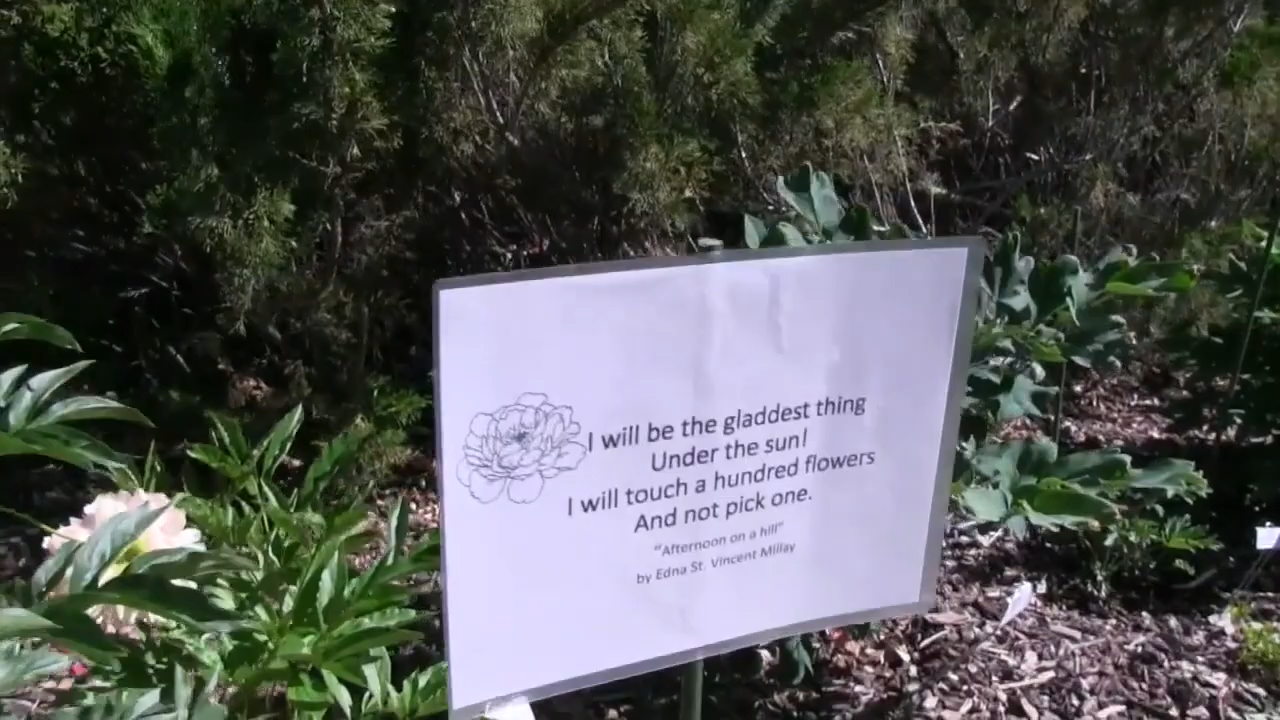 I will be the gladdest thing
Under the sun!
I will touch a hundred flowers
And not pick one.
"Afternoon on a hill"
by Edna St. Vincent Millay